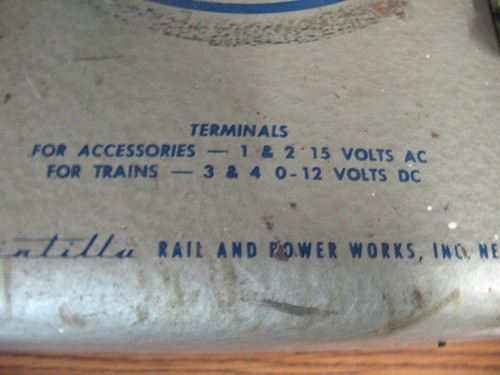 TERMINALS
FOR ACCESSORIES — 1 & 2 15 VOLTS AC
FOR TRAINS — 3 & 4 0-12 VOLTS DC
RAIL AND POWER WORKS, INC. NE